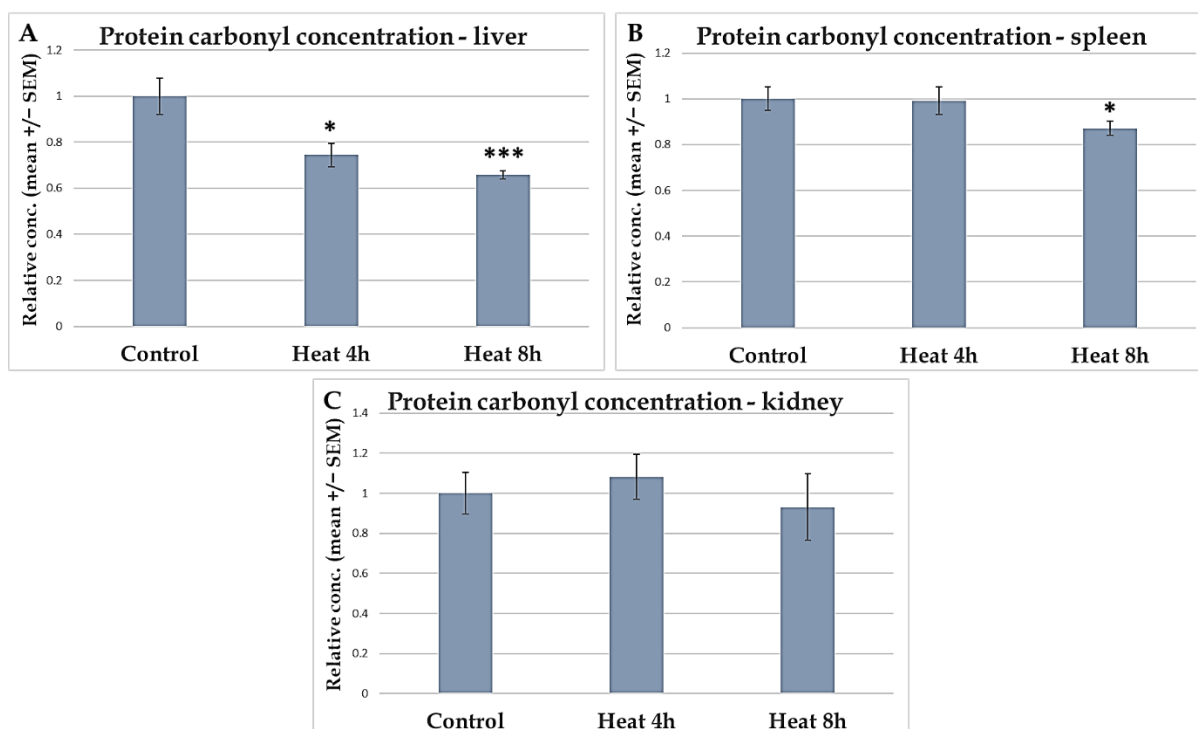 A
Protein carbonyl concentration - liver
Relative conc. (mean +/− SEM)
1.2
1
0.8
0.6
0.4
0.2
0
*
***
Control Heat 4h Heat 8h
B
Protein carbonyl concentration - spleen
Relative conc. (mean +/− SEM)
1.2
1
0.8
0.6
0.4
0.2
0
*
Control Heat 4h Heat 8h
C
Protein carbonyl concentration - kidney
Relative conc. (mean +/− SEM)
1.4
1.2
1
0.8
0.6
0.4
0.2
0
Control Heat 4h Heat 8h